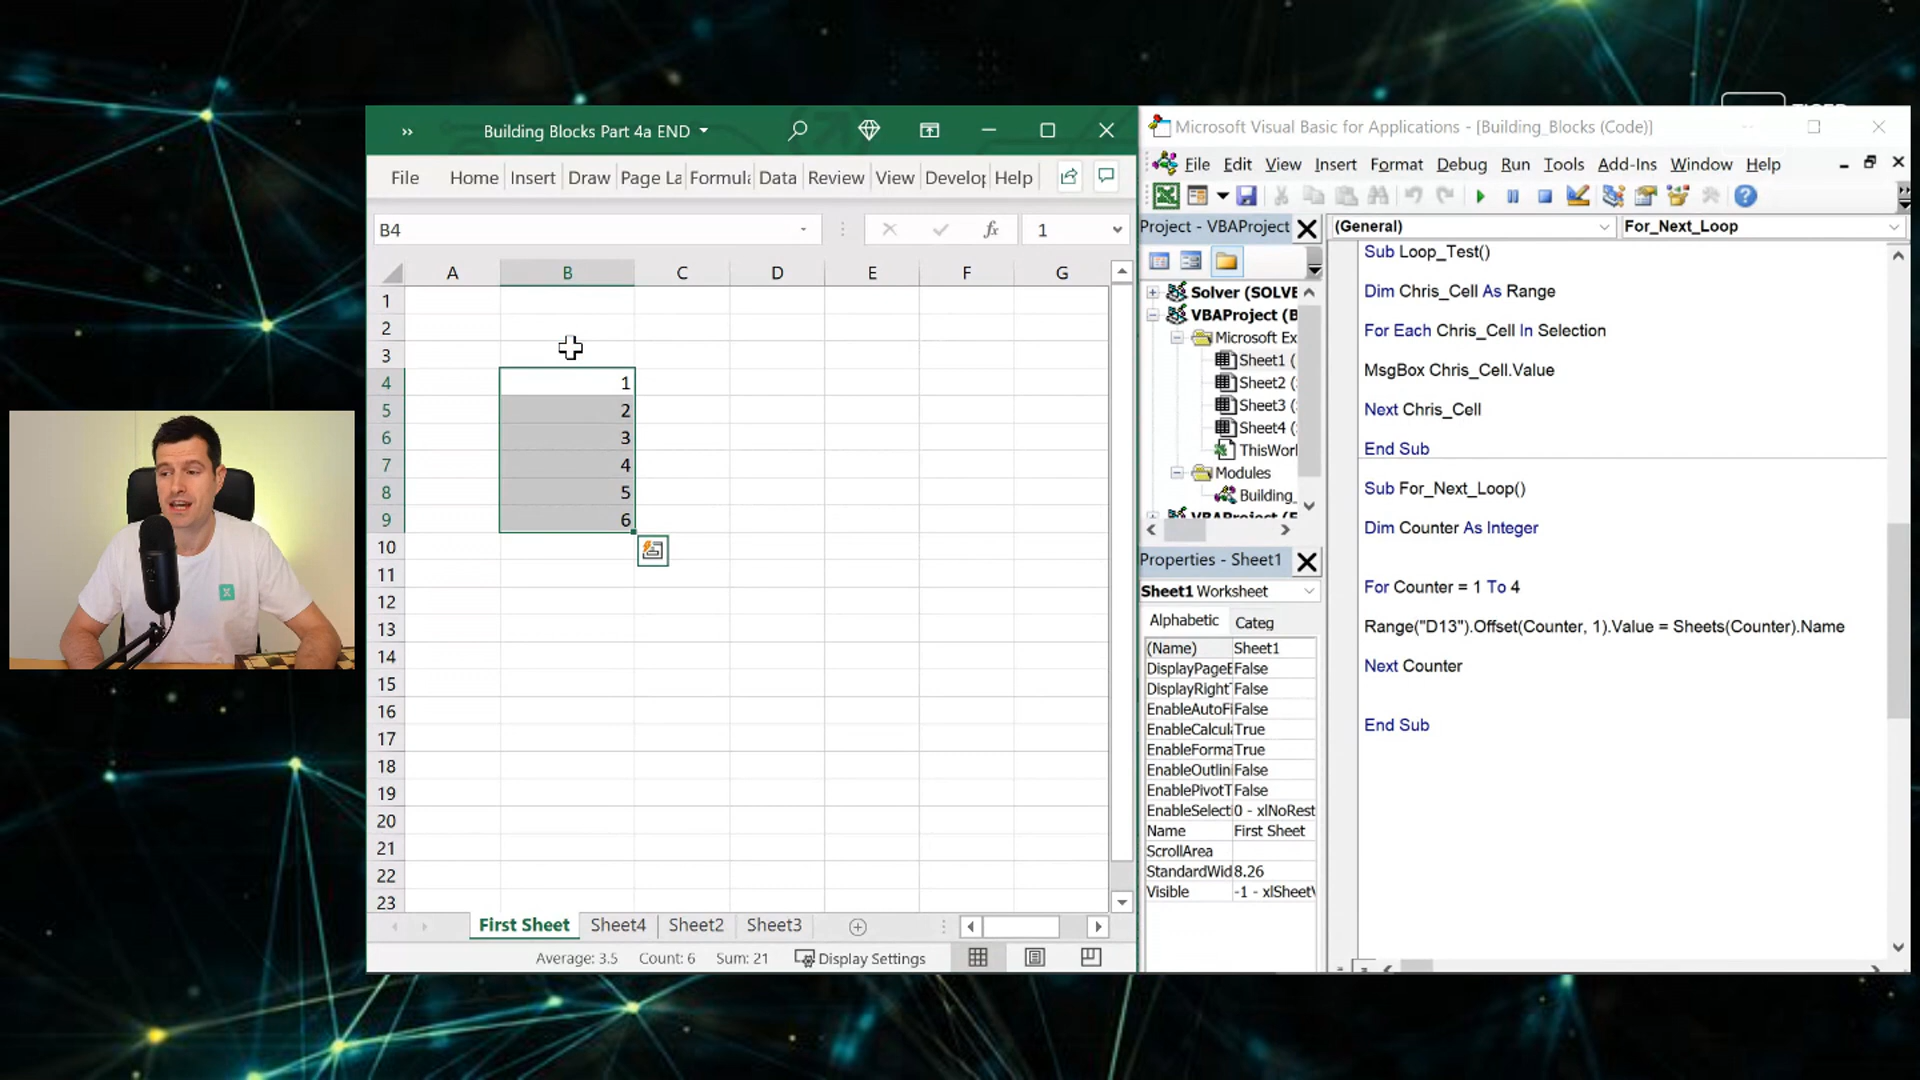 Building Blocks Part 4a END
File Home Insert Draw Page La Formula Data Review View Develop Help
B4
fx 1
A B C D E F G
1
2
3
4 1
5 2
6 3
7 4
8 5
9 6
10
11
12
13
14
15
16
17
18
19
20
21
22
23
First Sheet Sheet4 Sheet2 Sheet3
Average: 3.5 Count: 6 Sum: 21 Display Settings
Microsoft Visual Basic for Applications - [Building_Blocks (Code)]
File Edit View Insert Format Debug Run Tools Add-Ins Window Help
Project - VBAProject
Solver (SOLVE
VBAProject (B
Microsoft Ex
Sheet1 (
Sheet2 (
Sheet3 (
Sheet4 (
ThisWor
Modules
Building_
Properties - Sheet1
Sheet1 Worksheet
Alphabetic Categ
(Name) Sheet1
DisplayPageE False
DisplayRight False
EnableAutoFi False
EnableCalcul True
EnableForma True
EnableOutlin False
EnablePivotT False
EnableSelecti 0 - xlNoRest
Name First Sheet
ScrollArea
StandardWid 8.26
Visible -1 - xlSheetV
(General) For_Next_Loop
Sub Loop_Test()
Dim Chris_Cell As Range
For Each Chris_Cell In Selection
MsgBox Chris_Cell.Value
Next Chris_Cell
End Sub
Sub For_Next_Loop()
Dim Counter As Integer
For Counter = 1 To 4
Range("D13").Offset(Counter, 1).Value = Sheets(Counter).Name
Next Counter
End Sub